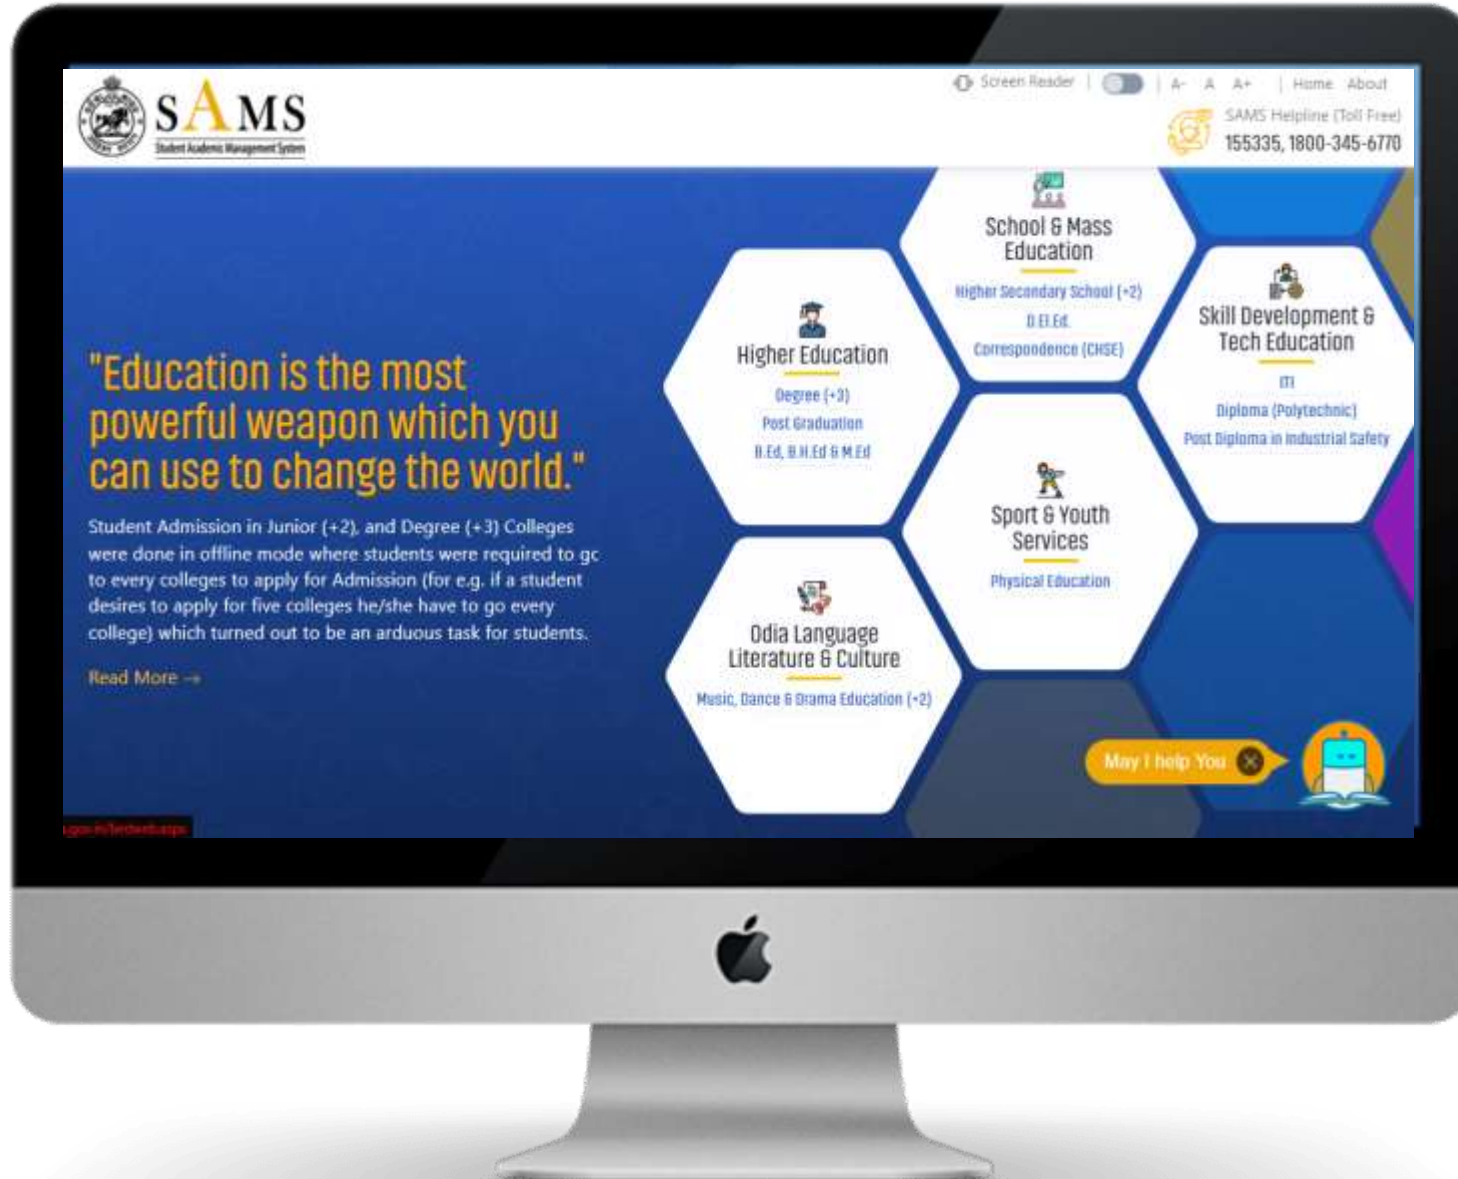 SAMS
Student Academic Management System
Screen Reader
A- A A+
Home About
SAMS Helpline (Toll Free)
155335, 1800-345-6770
"Education is the most
powerful weapon which you
can use to change the world."
Student Admission in Junior (+2), and Degree (+3) Colleges
were done in offline mode where students were required to go
to every colleges to apply for Admission (for e.g. if a student
desires to apply for five colleges he/she have to go every
college) which turned out to be an arduous task for students.
Read More →
School & Mass
Education
Higher Secondary School (+2)
D.El.Ed.
Correspondence (CHSE)
Higher Education
Degree (+3)
Post Graduation
B.Ed, B.H.Ed & M.Ed
Skill Development &
Tech Education
ITI
Diploma (Polytechnic)
Post Diploma in Industrial Safety
Sport & Youth
Services
Physical Education
Odia Language
Literature & Culture
Music, Dance & Drama Education (+2)
May I help You